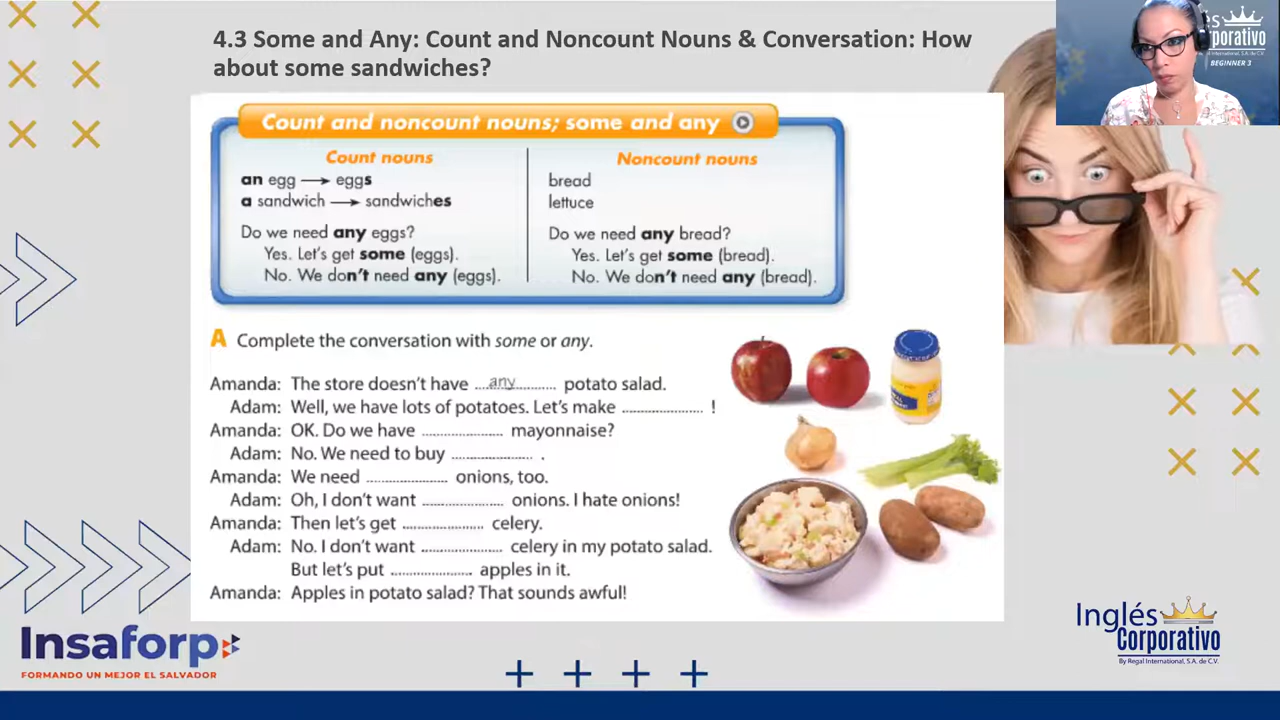 4.3 Some and Any: Count and Noncount Nouns & Conversation: How
about some sandwiches?
Corporativo
BEGINNER 3
Count and noncount nouns; some and any
Count nouns
an egg → eggs
a sandwich → sandwiches
Do we need any eggs?
Yes. Let's get some (eggs).
No. We don't need any (eggs).
Noncount nouns
bread
lettuce
Do we need any bread?
Yes. Let's get some (bread).
No. We don't need any (bread).
A Complete the conversation with some or any.
Amanda: The store doesn't have ....any.... potato salad.
Adam: Well, we have lots of potatoes. Let's make .................... !
Amanda: OK. Do we have .................... mayonnaise?
Adam: No. We need to buy .................... .
Amanda: We need .................... onions, too.
Adam: Oh, I don't want .................... onions. I hate onions!
Amanda: Then let's get .................... celery.
Adam: No. I don't want .................... celery in my potato salad.
But let's put .................... apples in it.
Amanda: Apples in potato salad? That sounds awful!
Insaforp
FORMANDO UN MEJOR EL SALVADOR
Inglés
Corporativo
By Regal International, S.A. de C.V.